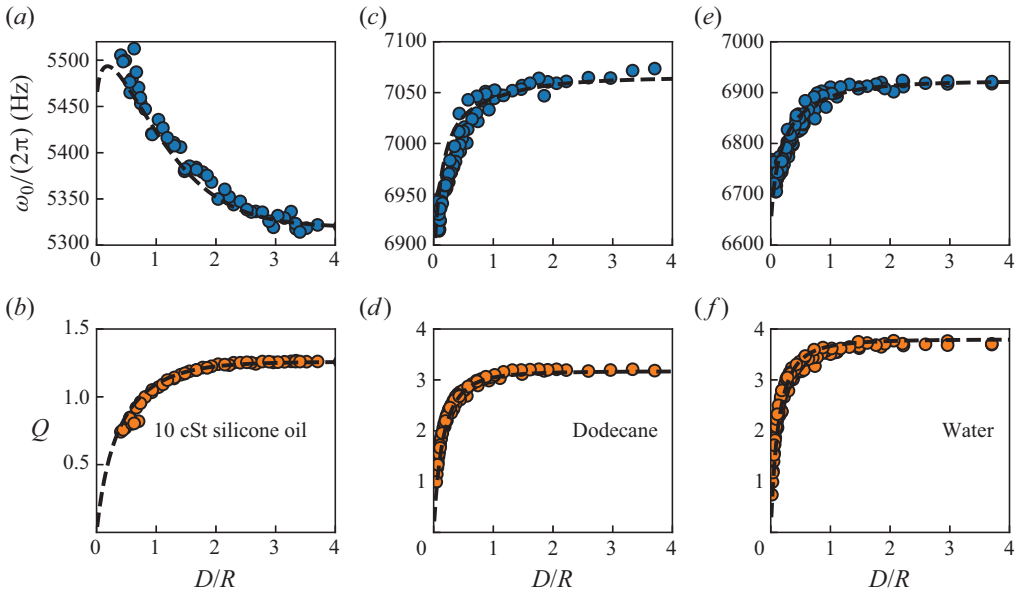 (a)
(c)
(e)
ω0/(2π) (Hz)
5500
5450
5400
5350
5300
0 1 2 3 4
7100
7050
7000
6950
6900
0 1 2 3 4
7000
6900
6800
6700
6600
0 1 2 3 4
(b)
(d)
(f)
Q
1.5
1.0
0.5
10 cSt silicone oil
0 1 2 3 4
D/R
4
3
2
1
Dodecane
0 1 2 3 4
D/R
4
3
2
1
Water
0 1 2 3 4
D/R